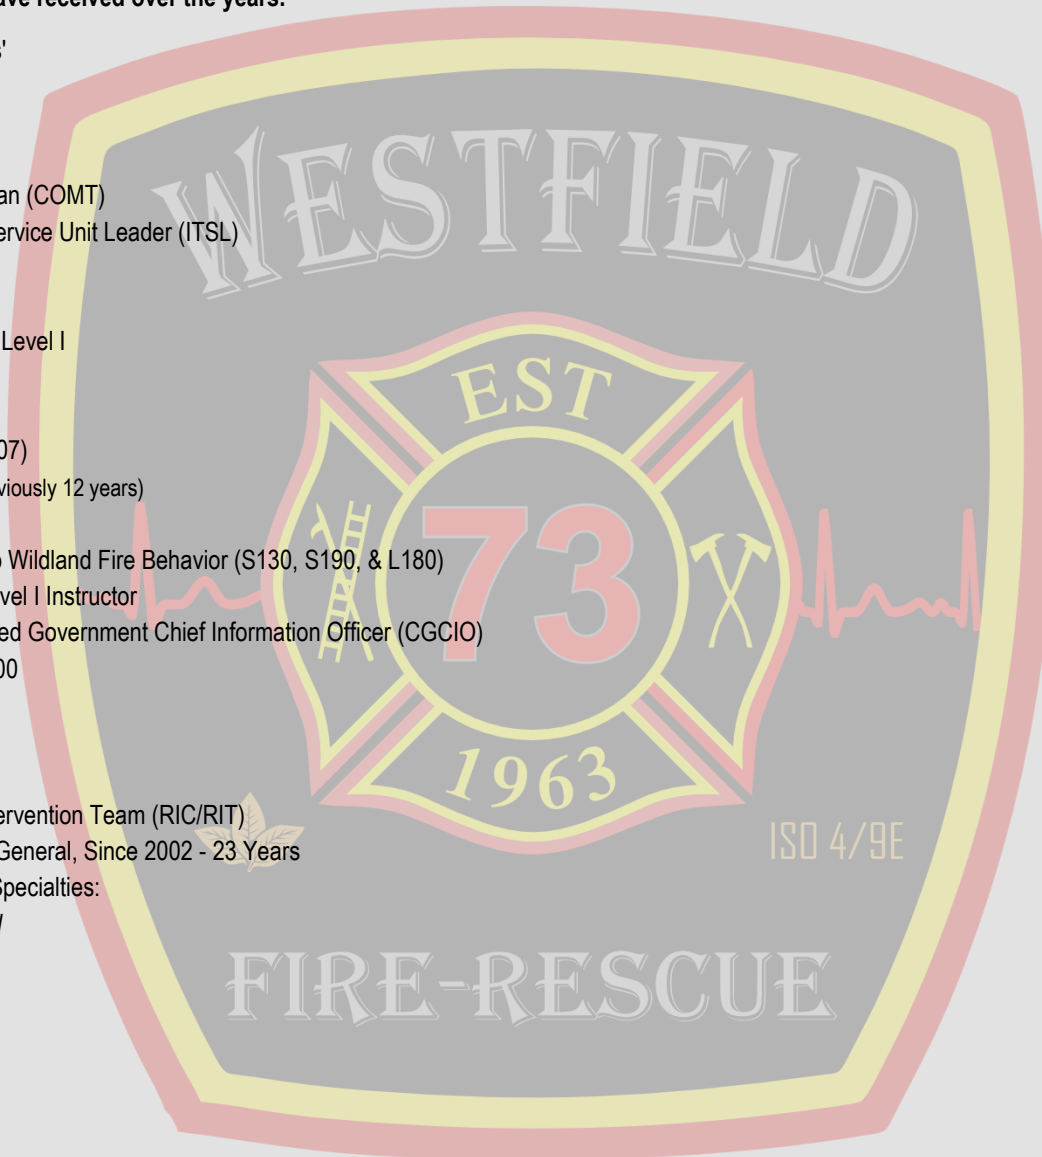 ave received over the years.
s'
WESTFIELD
an (COMT)
ervice Unit Leader (ITSL)
Level I
EST
07)
viously 12 years)
73
o Wildland Fire Behavior (S130, S190, & L180)
vel I Instructor
ed Government Chief Information Officer (CGCIO)
00
1963
ervention Team (RIC/RIT)
ISO 4/9E
General, Since 2002 - 23 Years
Specialties:
FIRE-RESCUE